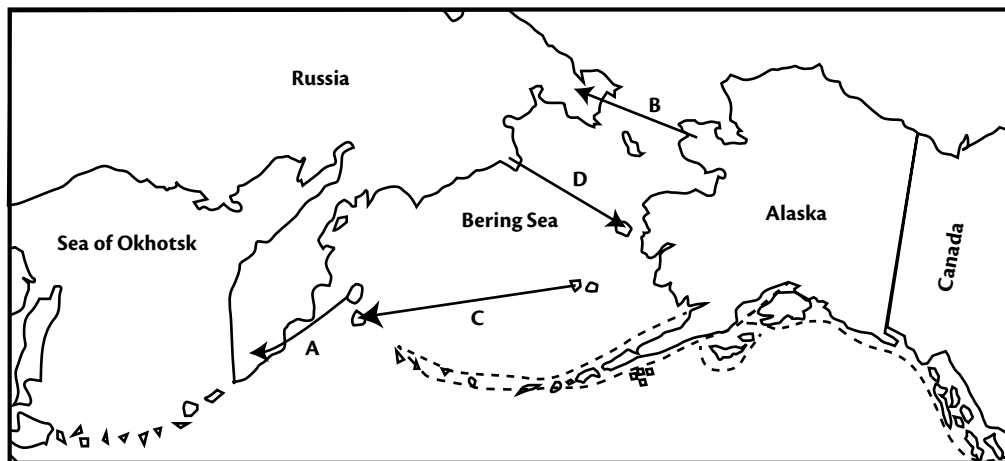 Russia
B
D
Bering Sea
Alaska
Sea of Okhotsk
Canada
C
A